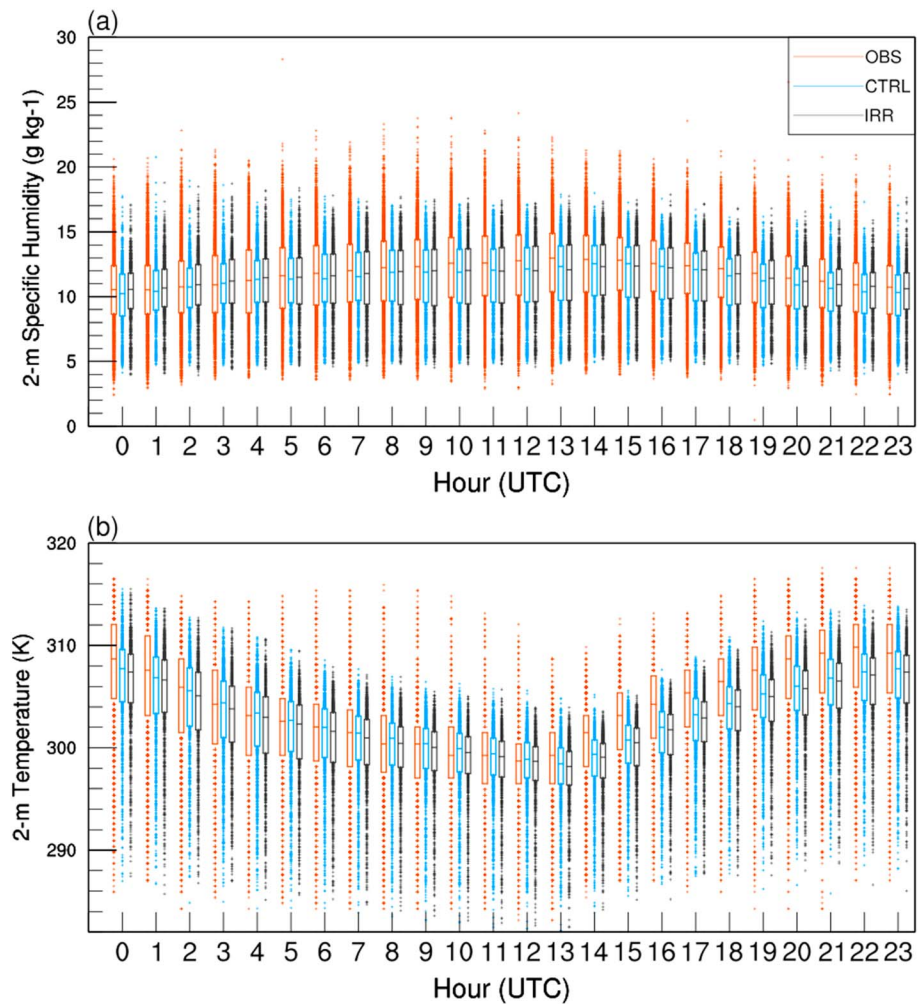 (a)
30
25
20
15
10
5
0
2-m Specific Humidity (g kg-1)
OBS
CTRL
IRR
0 1 2 3 4 5 6 7 8 9 10 11 12 13 14 15 16 17 18 19 20 21 22 23
Hour (UTC)
(b)
320
310
300
290
2-m Temperature (K)
0 1 2 3 4 5 6 7 8 9 10 11 12 13 14 15 16 17 18 19 20 21 22 23
Hour (UTC)